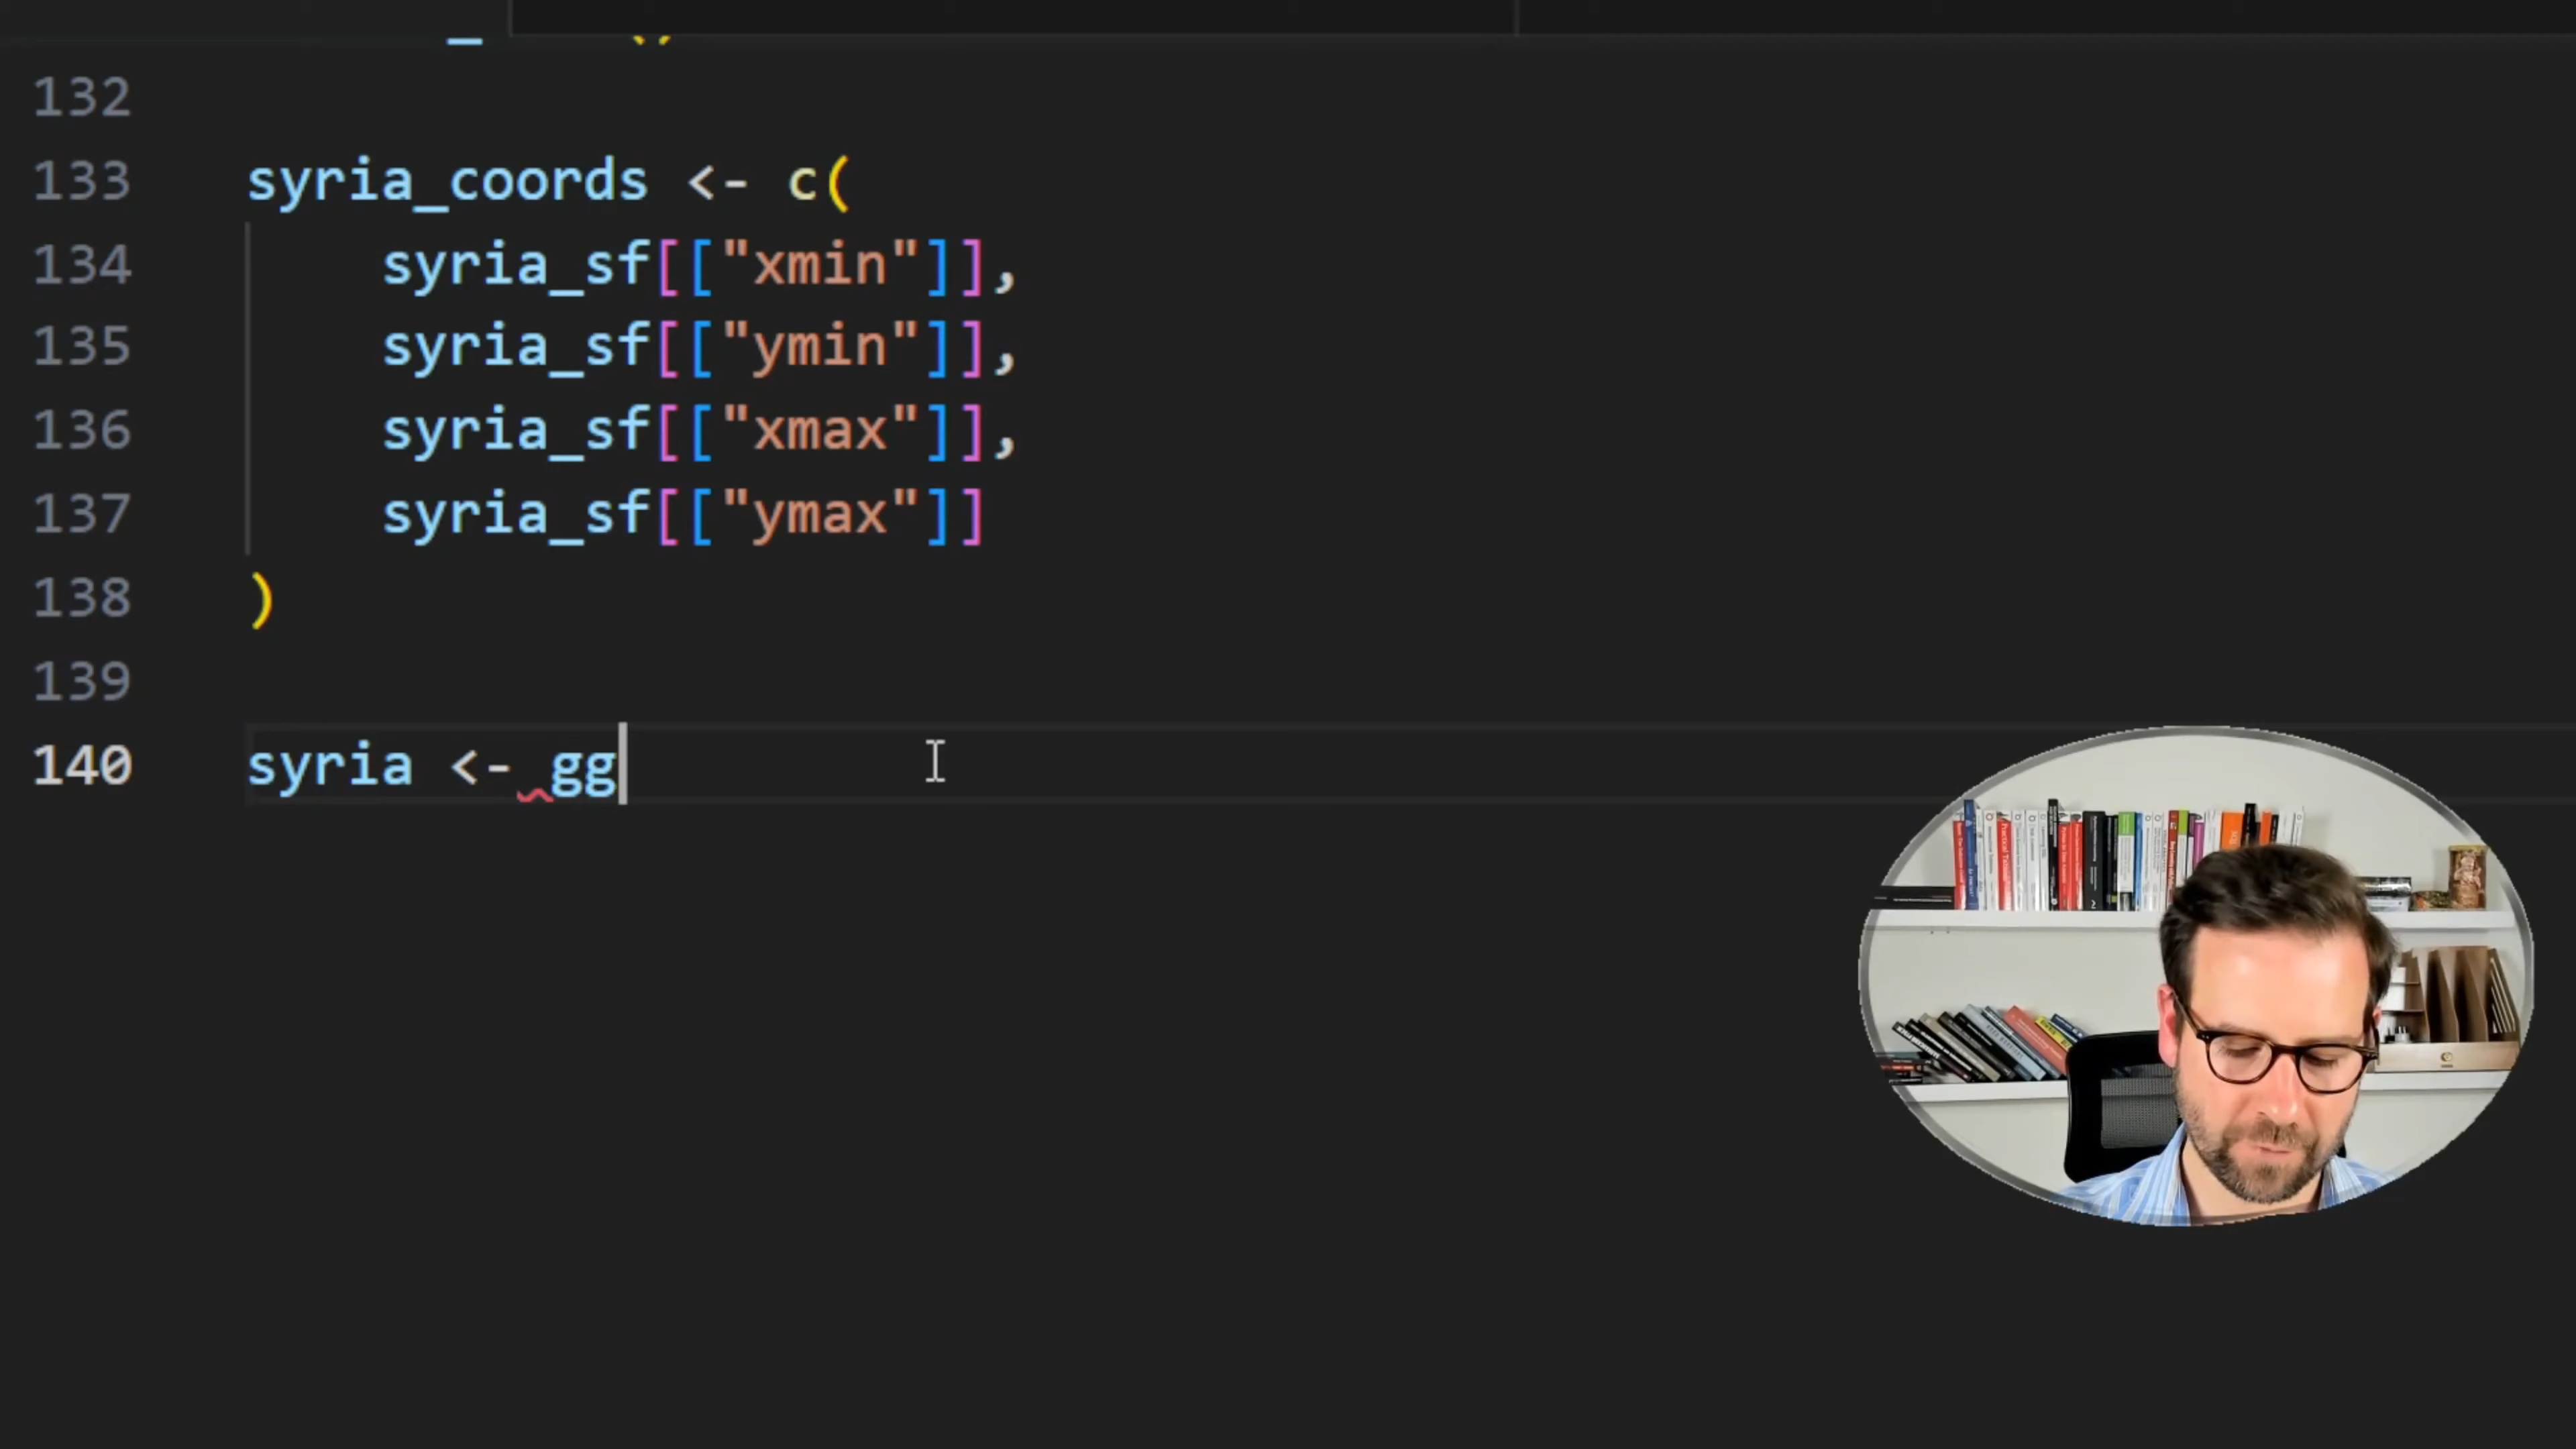 132
133 syria_coords <- c(
134 syria_sf[["xmin"]],
135 syria_sf[["ymin"]],
136 syria_sf[["xmax"]],
137 syria_sf[["ymax"]]
138 )
139
140 syria <- gg